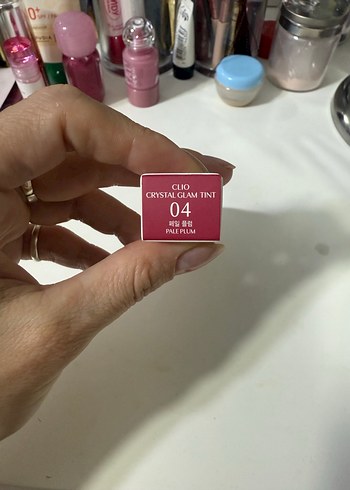 CLIO
CRYSTAL GLAM TINT
04
페일 플럼
PALE PLUM